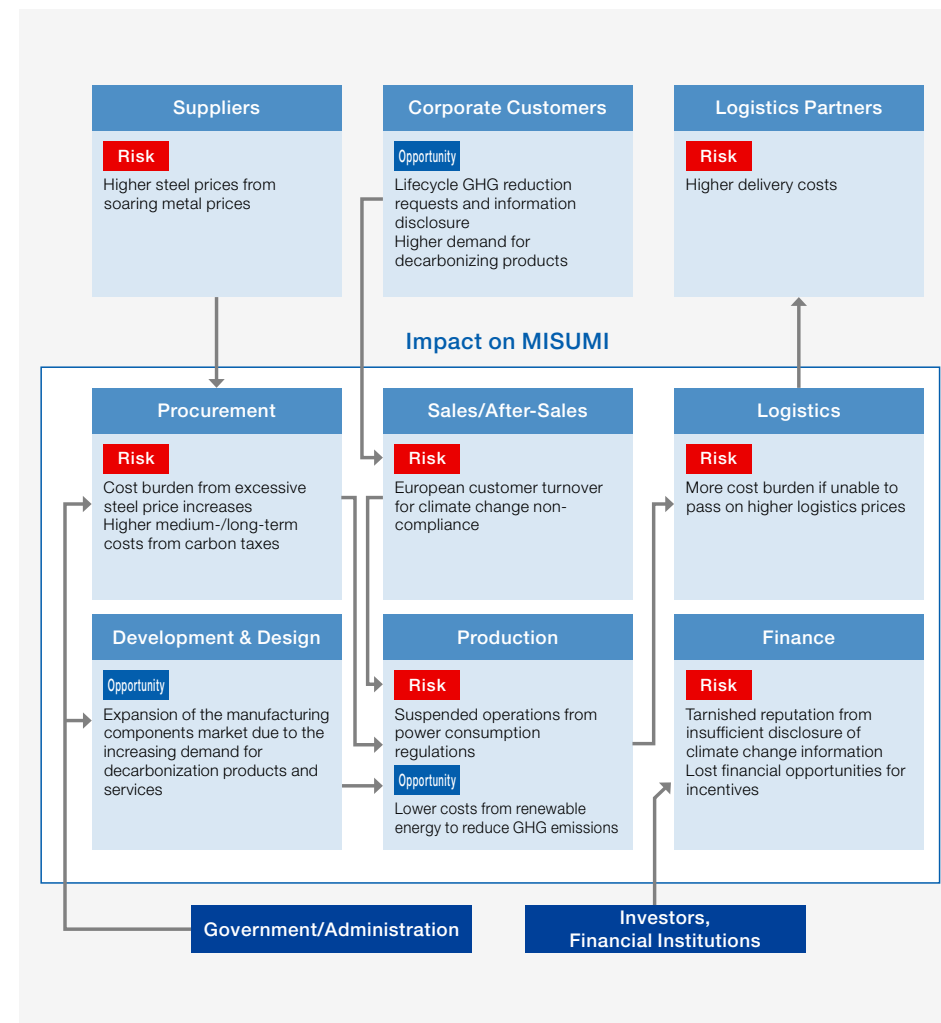 Suppliers
Risk
Higher steel prices from
soaring metal prices
Corporate Customers
Opportunity
Lifecycle GHG reduction
requests and information
disclosure
Higher demand for
decarbonizing products
Logistics Partners
Risk
Higher delivery costs
Impact on MISUMI
Procurement
Risk
Cost burden from excessive
steel price increases
Higher medium-/long-term
costs from carbon taxes
Sales/After-Sales
Risk
European customer turnover
for climate change non-
compliance
Logistics
Risk
More cost burden if unable to
pass on higher logistics prices
Development & Design
Opportunity
Expansion of the manufacturing
components market due to the
increasing demand for
decarbonization products and
services
Production
Risk
Suspended operations from
power consumption
regulations
Opportunity
Lower costs from renewable
energy to reduce GHG emissions
Finance
Risk
Tarnished reputation from
insufficient disclosure of
climate change information
Lost financial opportunities for
incentives
Government/Administration
Investors,
Financial Institutions